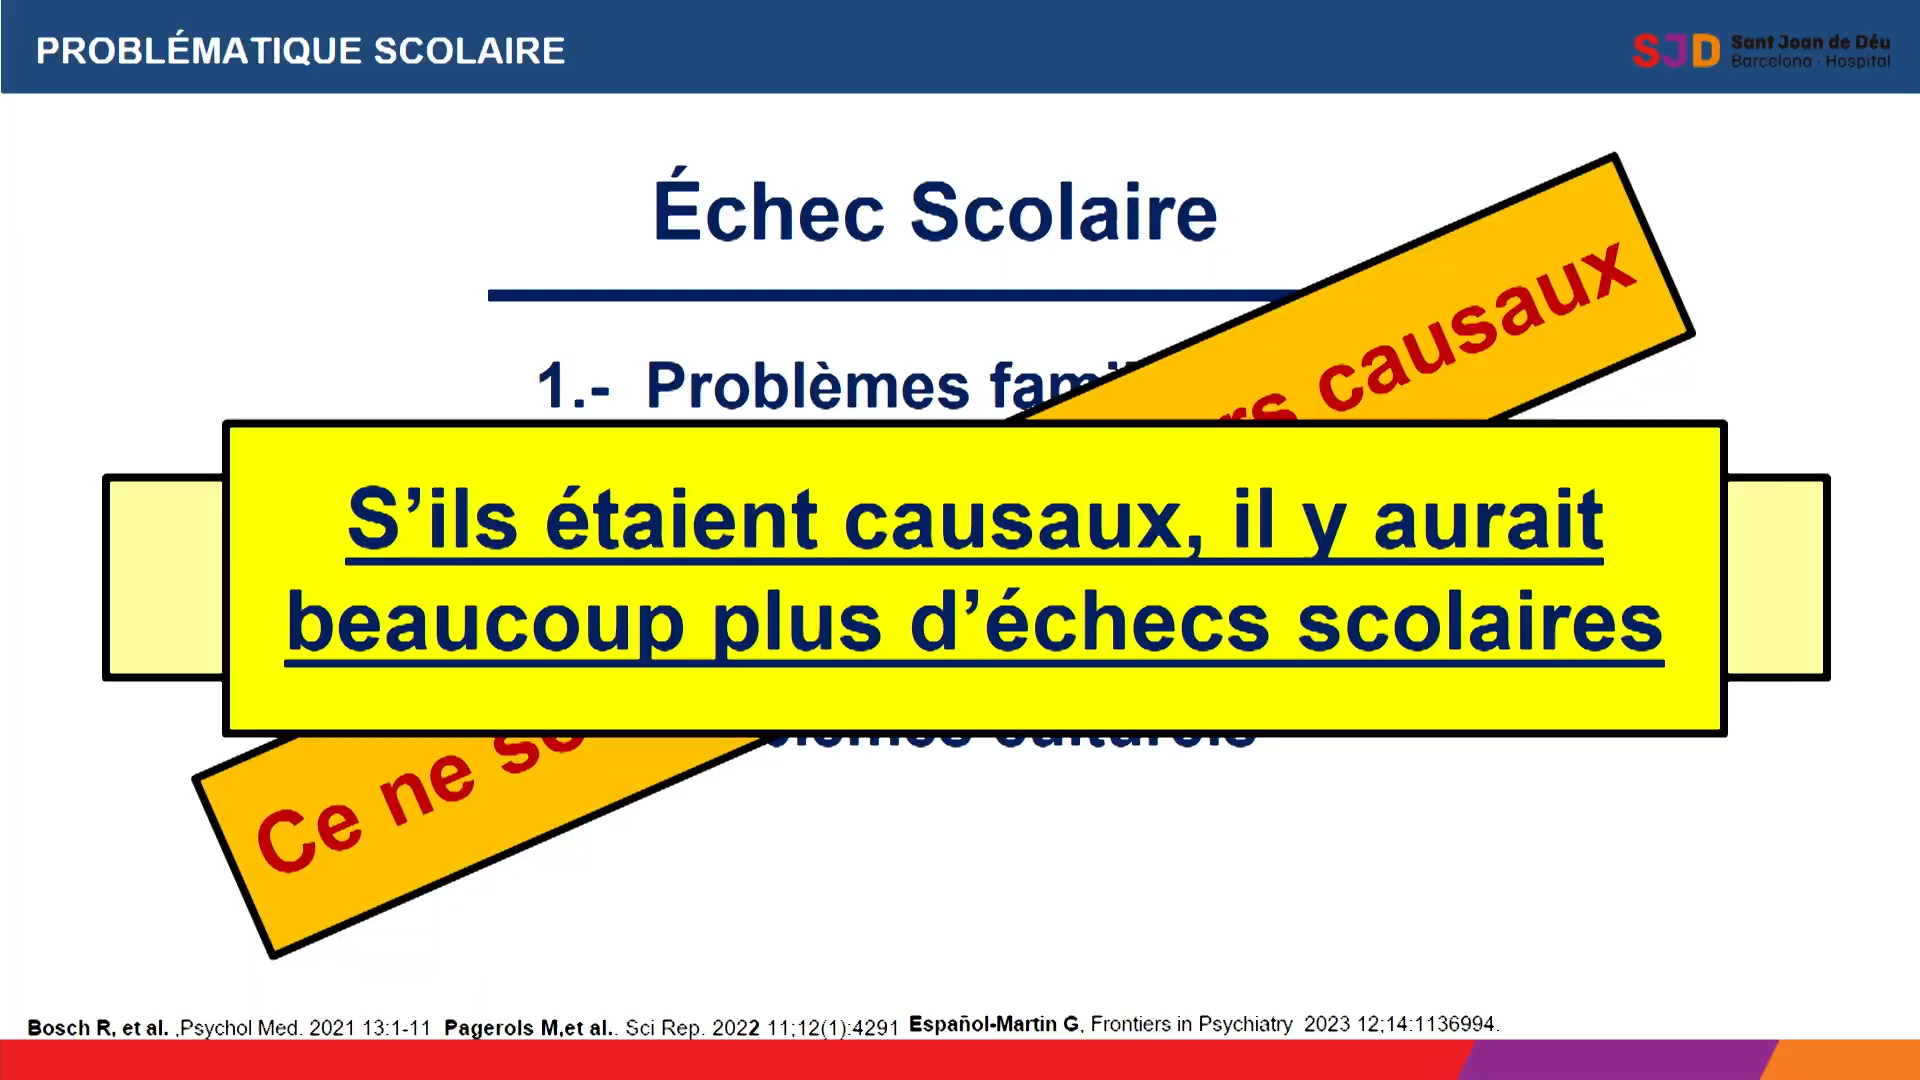 PROBLÉMATIQUE SCOLAIRE
SJD Sant Joan de Déu
Barcelona · Hospital
Échec Scolaire
1.- Problèmes
causaux
S’ils étaient causaux, il y aurait
beaucoup plus d’échecs scolaires
culturels
Ce ne
Bosch R, et al. ,Psychol Med. 2021 13:1-11 Pagerols M,et al.. Sci Rep. 2022 11;12(1):4291 Español-Martin G, Frontiers in Psychiatry 2023 12;14:1136994.